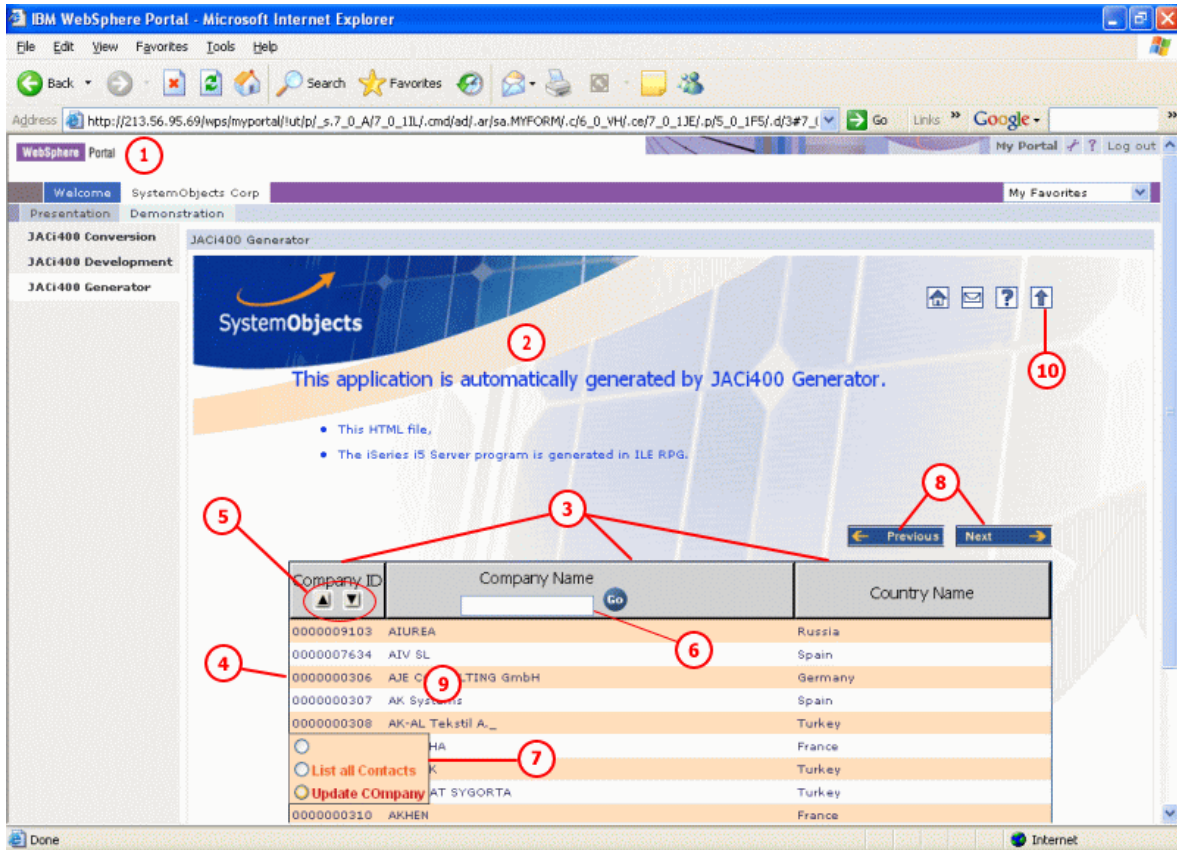 IBM WebSphere Portal - Microsoft Internet Explorer
File Edit View Favorites Tools Help
Back Search Favorites
Address http://213.56.95.69/wps/myportal/!ut/p/_s.7_0_A/7_0_1IL/.cmd/ad/.ar/sa.MYFORM/.c/6_0_VH/.ce/7_0_1JE/.p/5_0_1F5/.d/3#7_( Go Links » Google »
WebSphere Portal 1 My Portal ? Log out
Welcome SystemObjects Corp My Favorites
Presentation Demonstration
JACi400 Conversion
JACi400 Development
JACi400 Generator
JACi400 Generator
SystemObjects
?
2
10
This application is automatically generated by JACi400 Generator.
• This HTML file,
• The iSeries i5 Server program is generated in ILE RPG.
8
5 3
Previous Next
Company ID Company Name Country Name
Go
6
0000009103 AIUREA Russia
0000007634 AIV SL Spain
4 0000000306 AJE C 9 LTING GmbH Germany
0000000307 AK Systems Spain
0000000308 AK-AL Tekstil A._ Turkey
HA France
7
List all Contacts K Turkey
Update COmpany AT SYGORTA Turkey
0000000310 AKHEN France
Done Internet